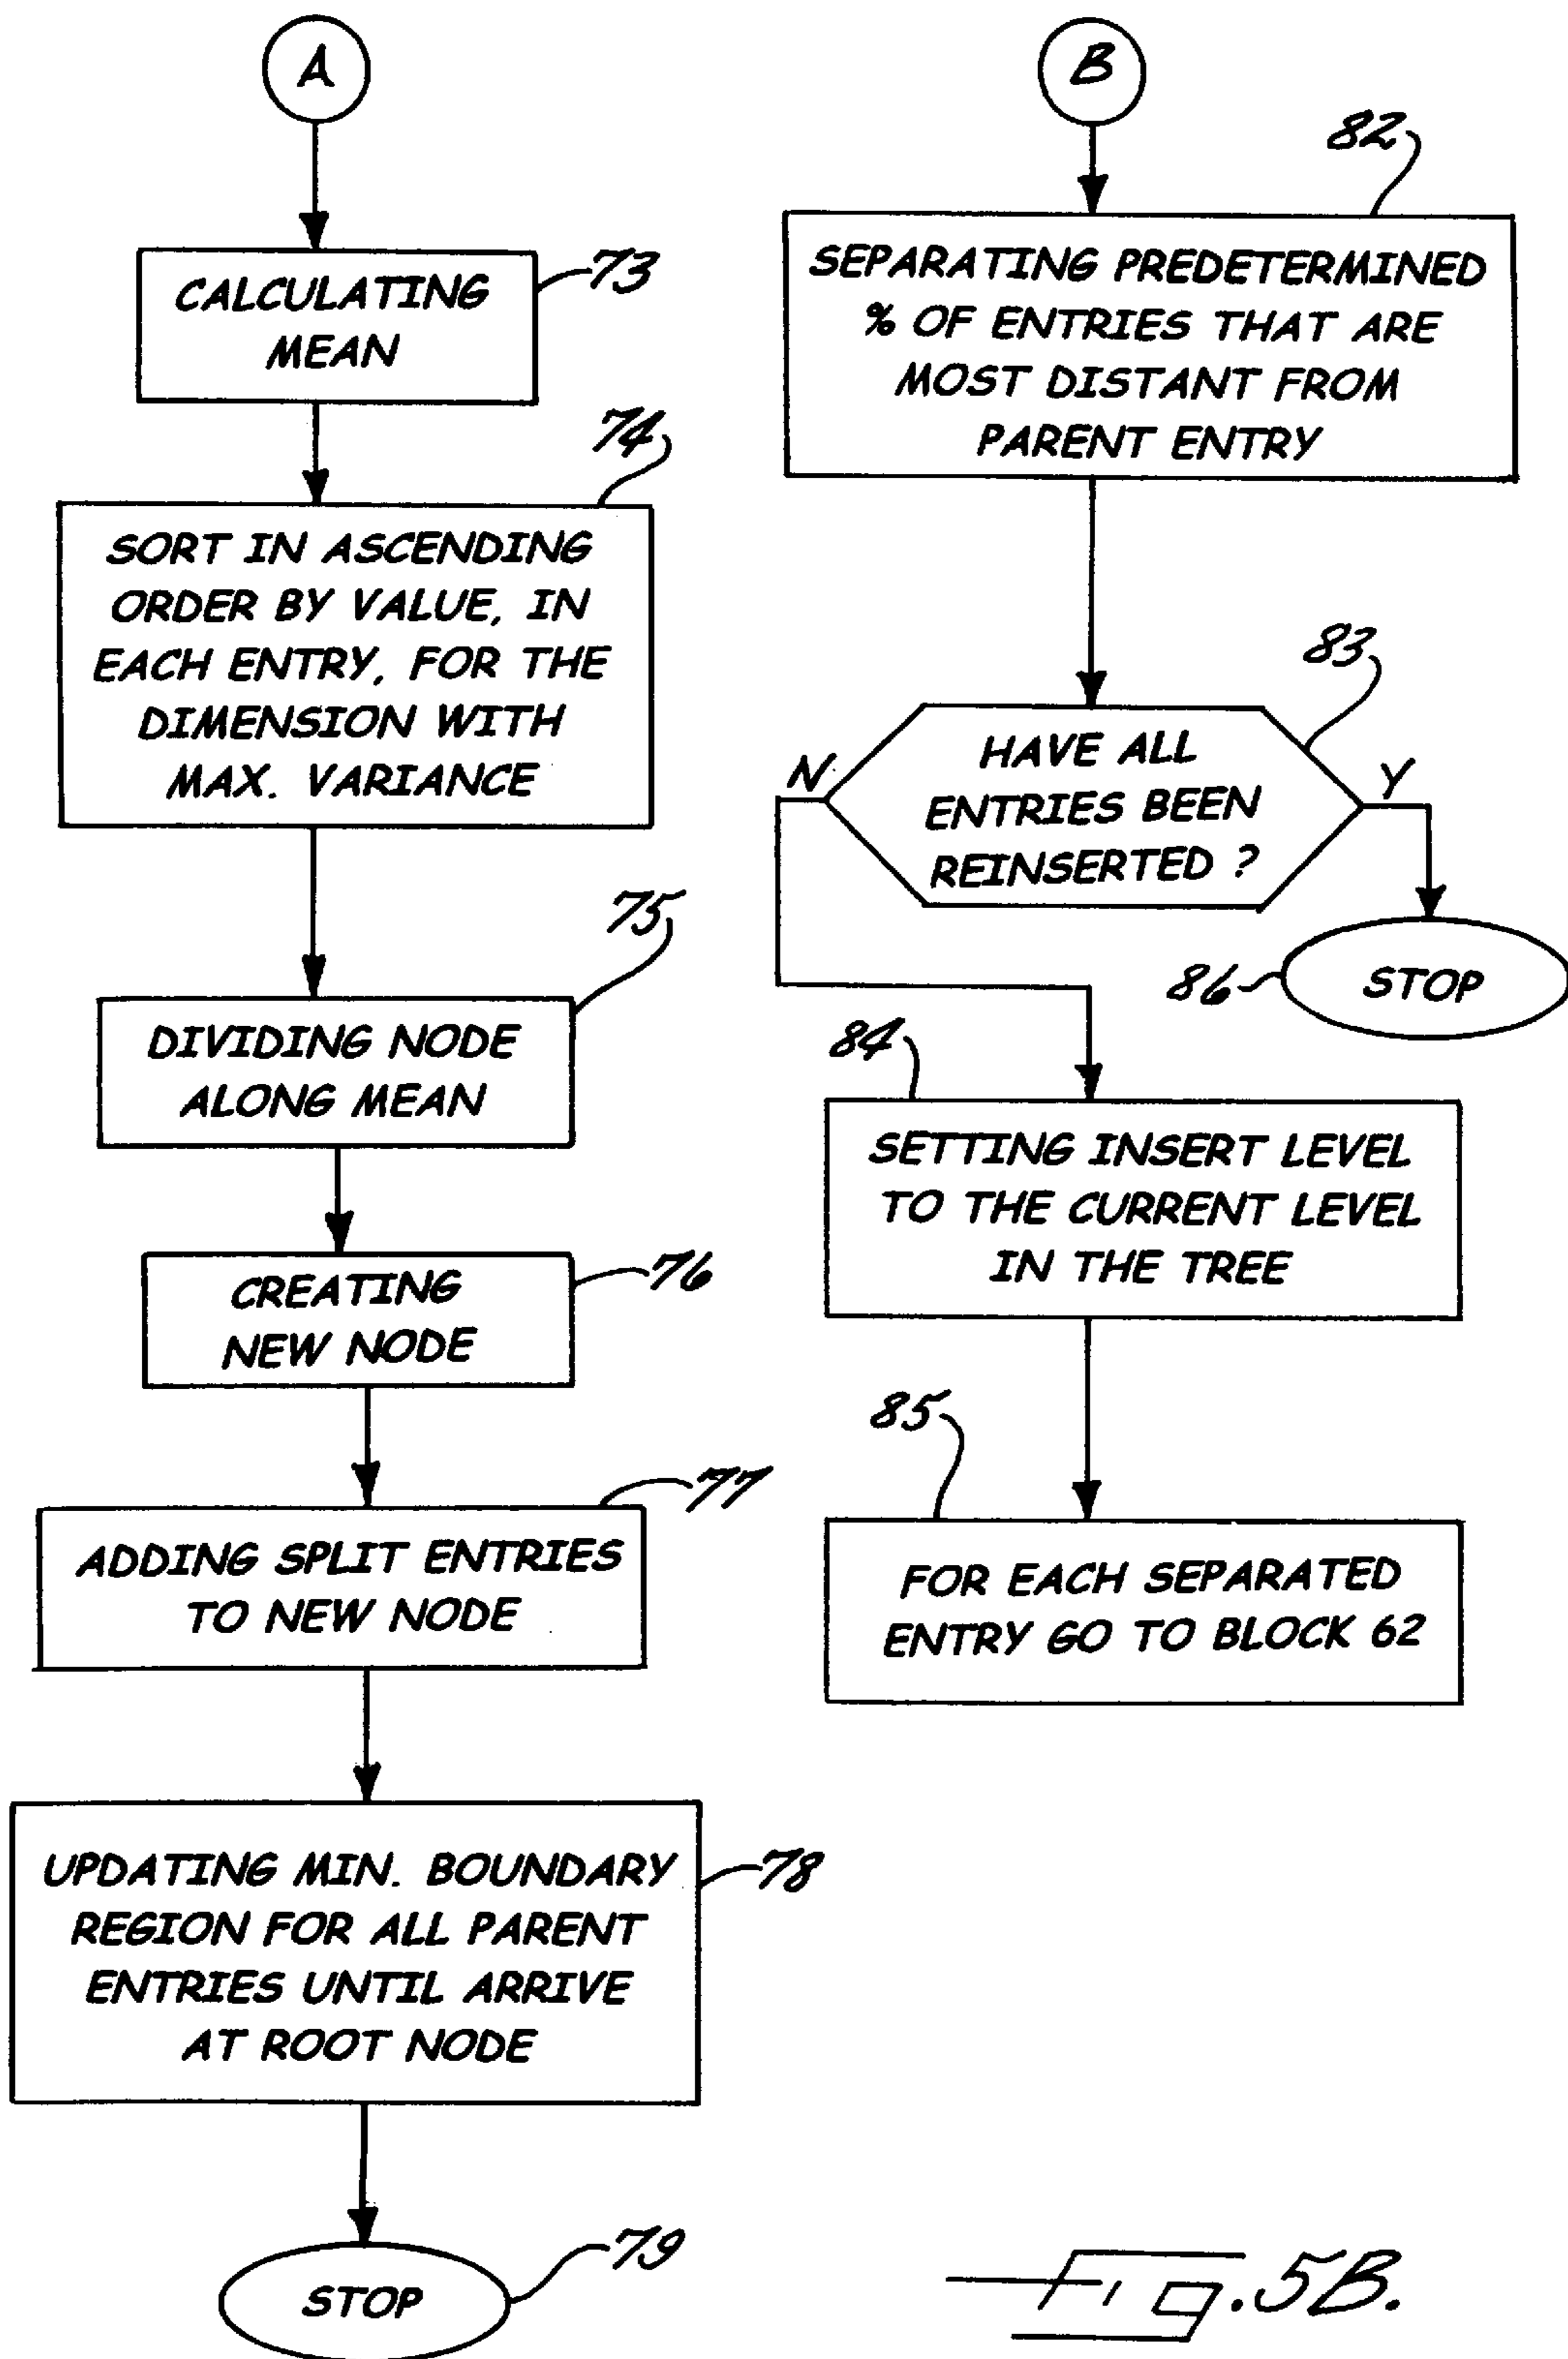 A
73
CALCULATING
MEAN
74
SORT IN ASCENDING
ORDER BY VALUE, IN
EACH ENTRY, FOR THE
DIMENSION WITH
MAX. VARIANCE
75
DIVIDING NODE
ALONG MEAN
76
CREATING
NEW NODE
77
ADDING SPLIT ENTRIES
TO NEW NODE
78
UPDATING MIN. BOUNDARY
REGION FOR ALL PARENT
ENTRIES UNTIL ARRIVE
AT ROOT NODE
79
STOP
B
82
SEPARATING PREDETERMINED
% OF ENTRIES THAT ARE
MOST DISTANT FROM
PARENT ENTRY
83
HAVE ALL
ENTRIES BEEN
REINSERTED ?
N
Y
86
STOP
84
SETTING INSERT LEVEL
TO THE CURRENT LEVEL
IN THE TREE
85
FOR EACH SEPARATED
ENTRY GO TO BLOCK 62
Fig. 5B.